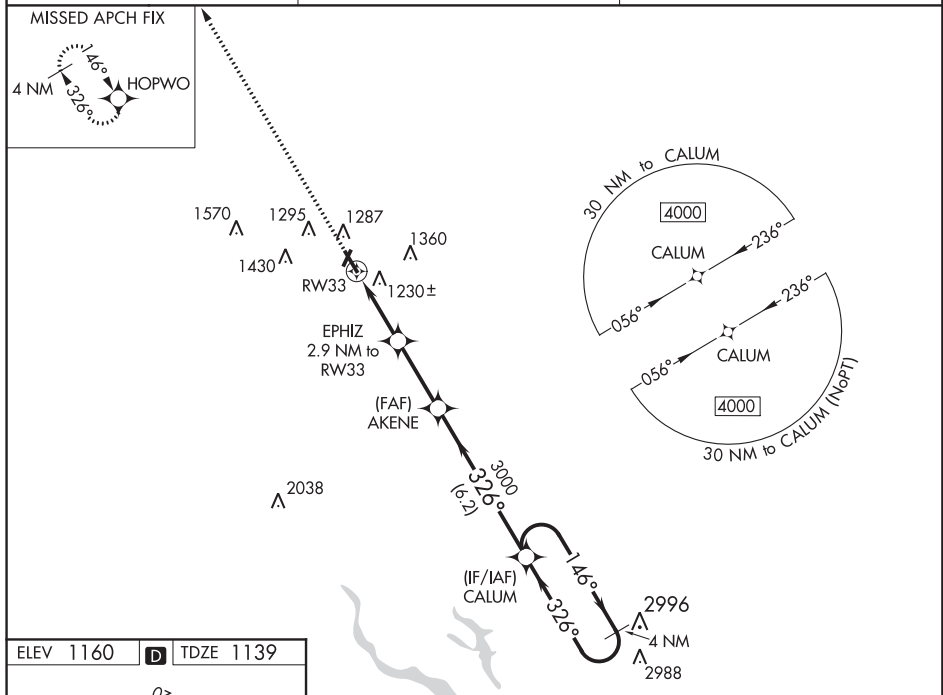 MISSED APCH FIX
146°
HOPWO
4 NM
326°
30 NM to CALUM
4000
CALUM
236°
056°
1570
1295
1287
1430
1360
RW33
1230±
EPHIZ
2.9 NM to
RW33
236°
056°
CALUM
4000
30 NM to CALUM (NoPT)
(FAF)
AKENE
3000
326°
(6.2)
2038
(IF/IAF)
CALUM
146°
326°
2996
4 NM
2988
ELEV 1160 D TDZE 1139